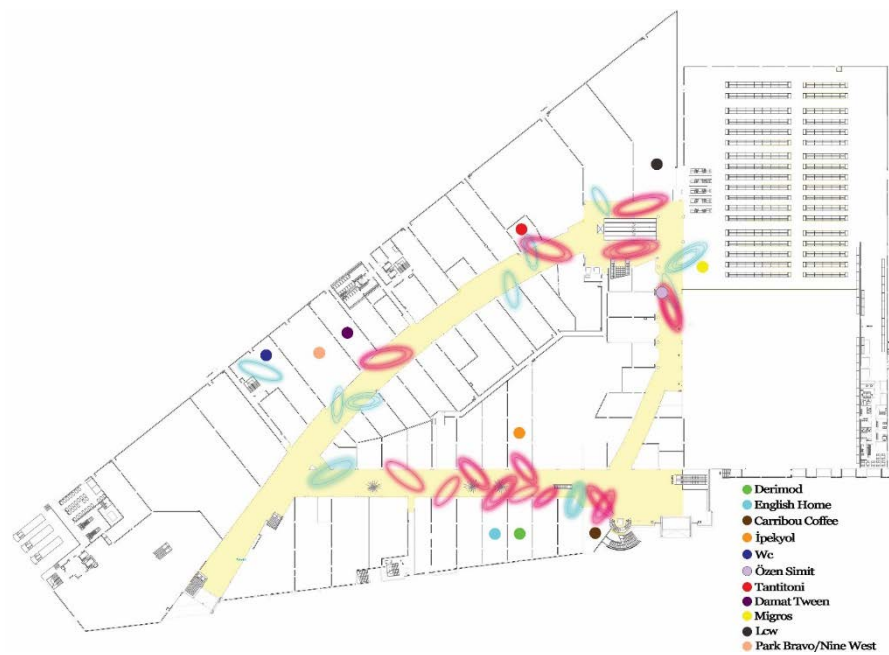 Derimod
English Home
Carribou Coffee
İpekyol
Wc
Özen Simit
Tantitoni
Damat Tween
Migros
Lcw
Park Bravo/Nine West